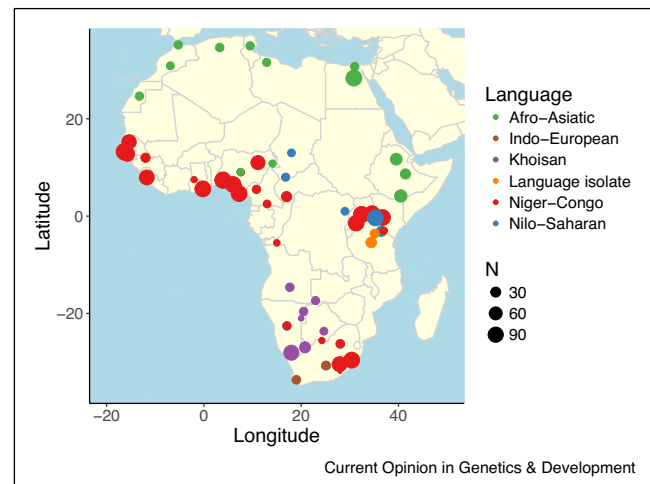 Language
Afro−Asiatic
Indo−European
Khoisan
Language isolate
Niger−Congo
Nilo−Saharan
N
30
60
90
20
0
−20
Latitude
−20
0
20
40
Longitude
Current Opinion in Genetics & Development